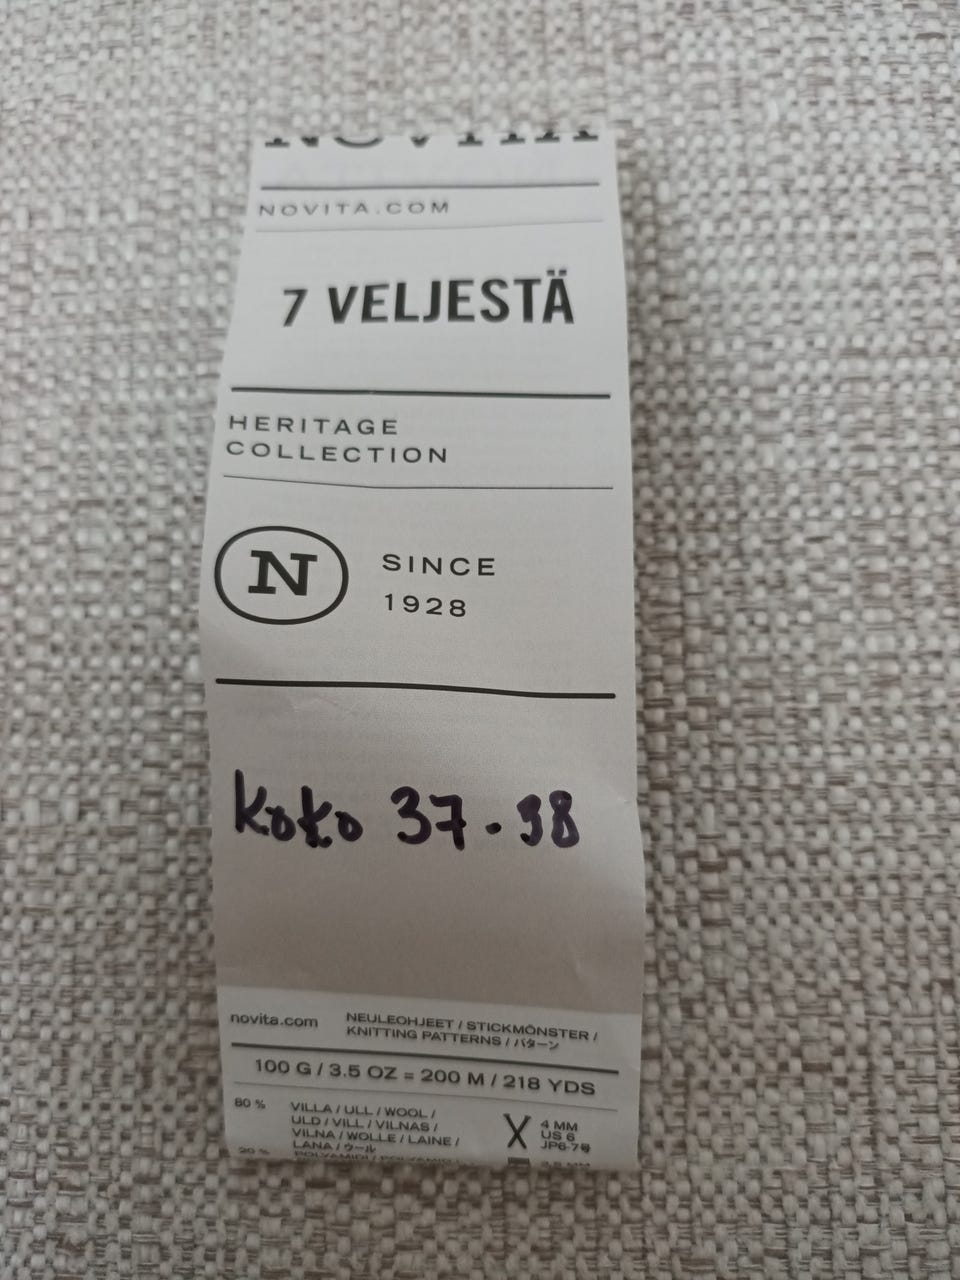 NOVITA
NOVITA.COM
7 VELJESTÄ
HERITAGE
COLLECTION
N
SINCE
1928
Koko 37.38
novita.com
NEULEOHJEET / STICKMÖNSTER /
KNITTING PATTERNS / パターン
100 G / 3.5 OZ = 200 M / 218 YDS
80 %
VILLA / ULL / WOOL /
ULD / VILL / VILNAS /
VILNA / WOLLE / LAINE /
LANA / ウール
4 MM
US 6
JP6-7号
20 %